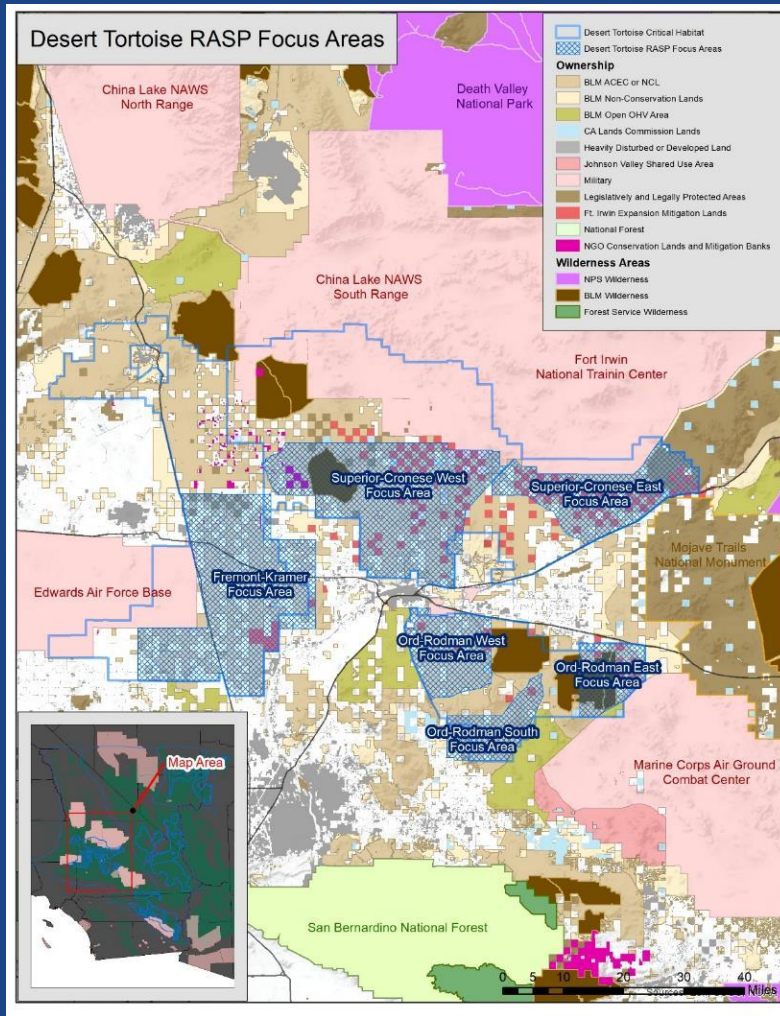 Desert Tortoise RASP Focus Areas
Desert Tortoise Critical Habitat
Desert Tortoise RASP Focus Areas
Ownership
BLM ACEC or NCL
BLM Non-Conservation Lands
BLM Open OHV Area
CA Lands Commission Lands
Heavily Disturbed or Developed Land
Johnson Valley Shared Use Area
Military
Legislatively and Legally Protected Areas
Ft. Irwin Expansion Mitigation Lands
National Forest
NGO Conservation Lands and Mitigation Banks
Wilderness Areas
NPS Wilderness
BLM Wilderness
Forest Service Wilderness
China Lake NAWS
North Range
Death Valley
National Park
China Lake NAWS
South Range
Fort Irwin
National Trainin Center
Superior-Cronese West
Focus Area
Superior-Cronese East
Focus Area
Mojave Trails
National Monument
Edwards Air Force Base
Fremont-Kramer
Focus Area
Ord-Rodman West
Focus Area
Ord-Rodman East
Focus Area
Ord-Rodman South
Focus Area
Marine Corps Air Ground
Combat Center
Map Area
San Bernardino National Forest
0 5 10 20 30 40
Miles